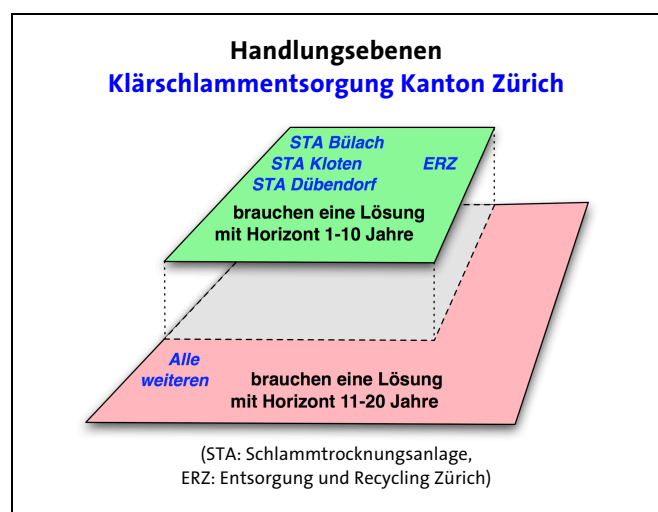 Handlungsebenen
Klärschlammentsorgung Kanton Zürich
STA Bülach
STA Kloten ERZ
STA Dübendorf
brauchen eine Lösung
mit Horizont 1-10 Jahre
Alle
weiteren
brauchen eine Lösung
mit Horizont 11-20 Jahre
(STA: Schlammtrocknungsanlage,
ERZ: Entsorgung und Recycling Zürich)